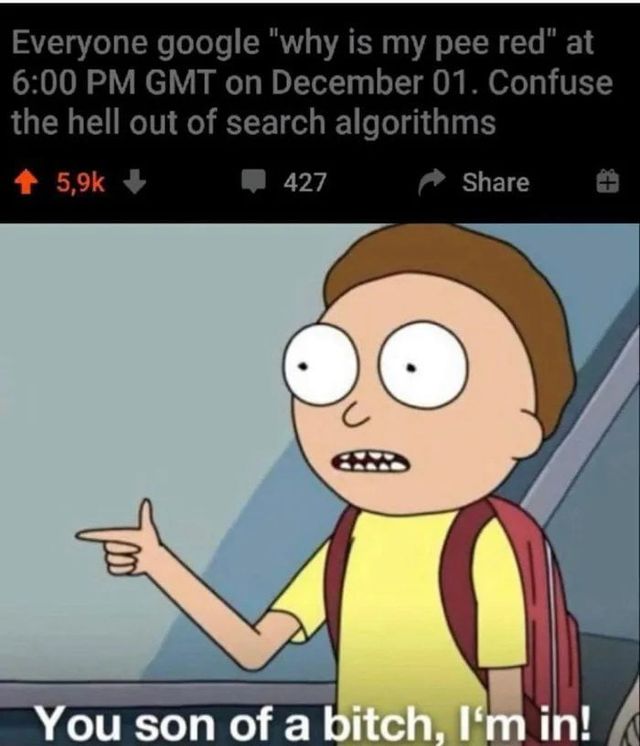 Everyone google "why is my pee red" at
6:00 PM GMT on December 01. Confuse
the hell out of search algorithms
5,9k 427 Share
You son of a bitch, I'm in!